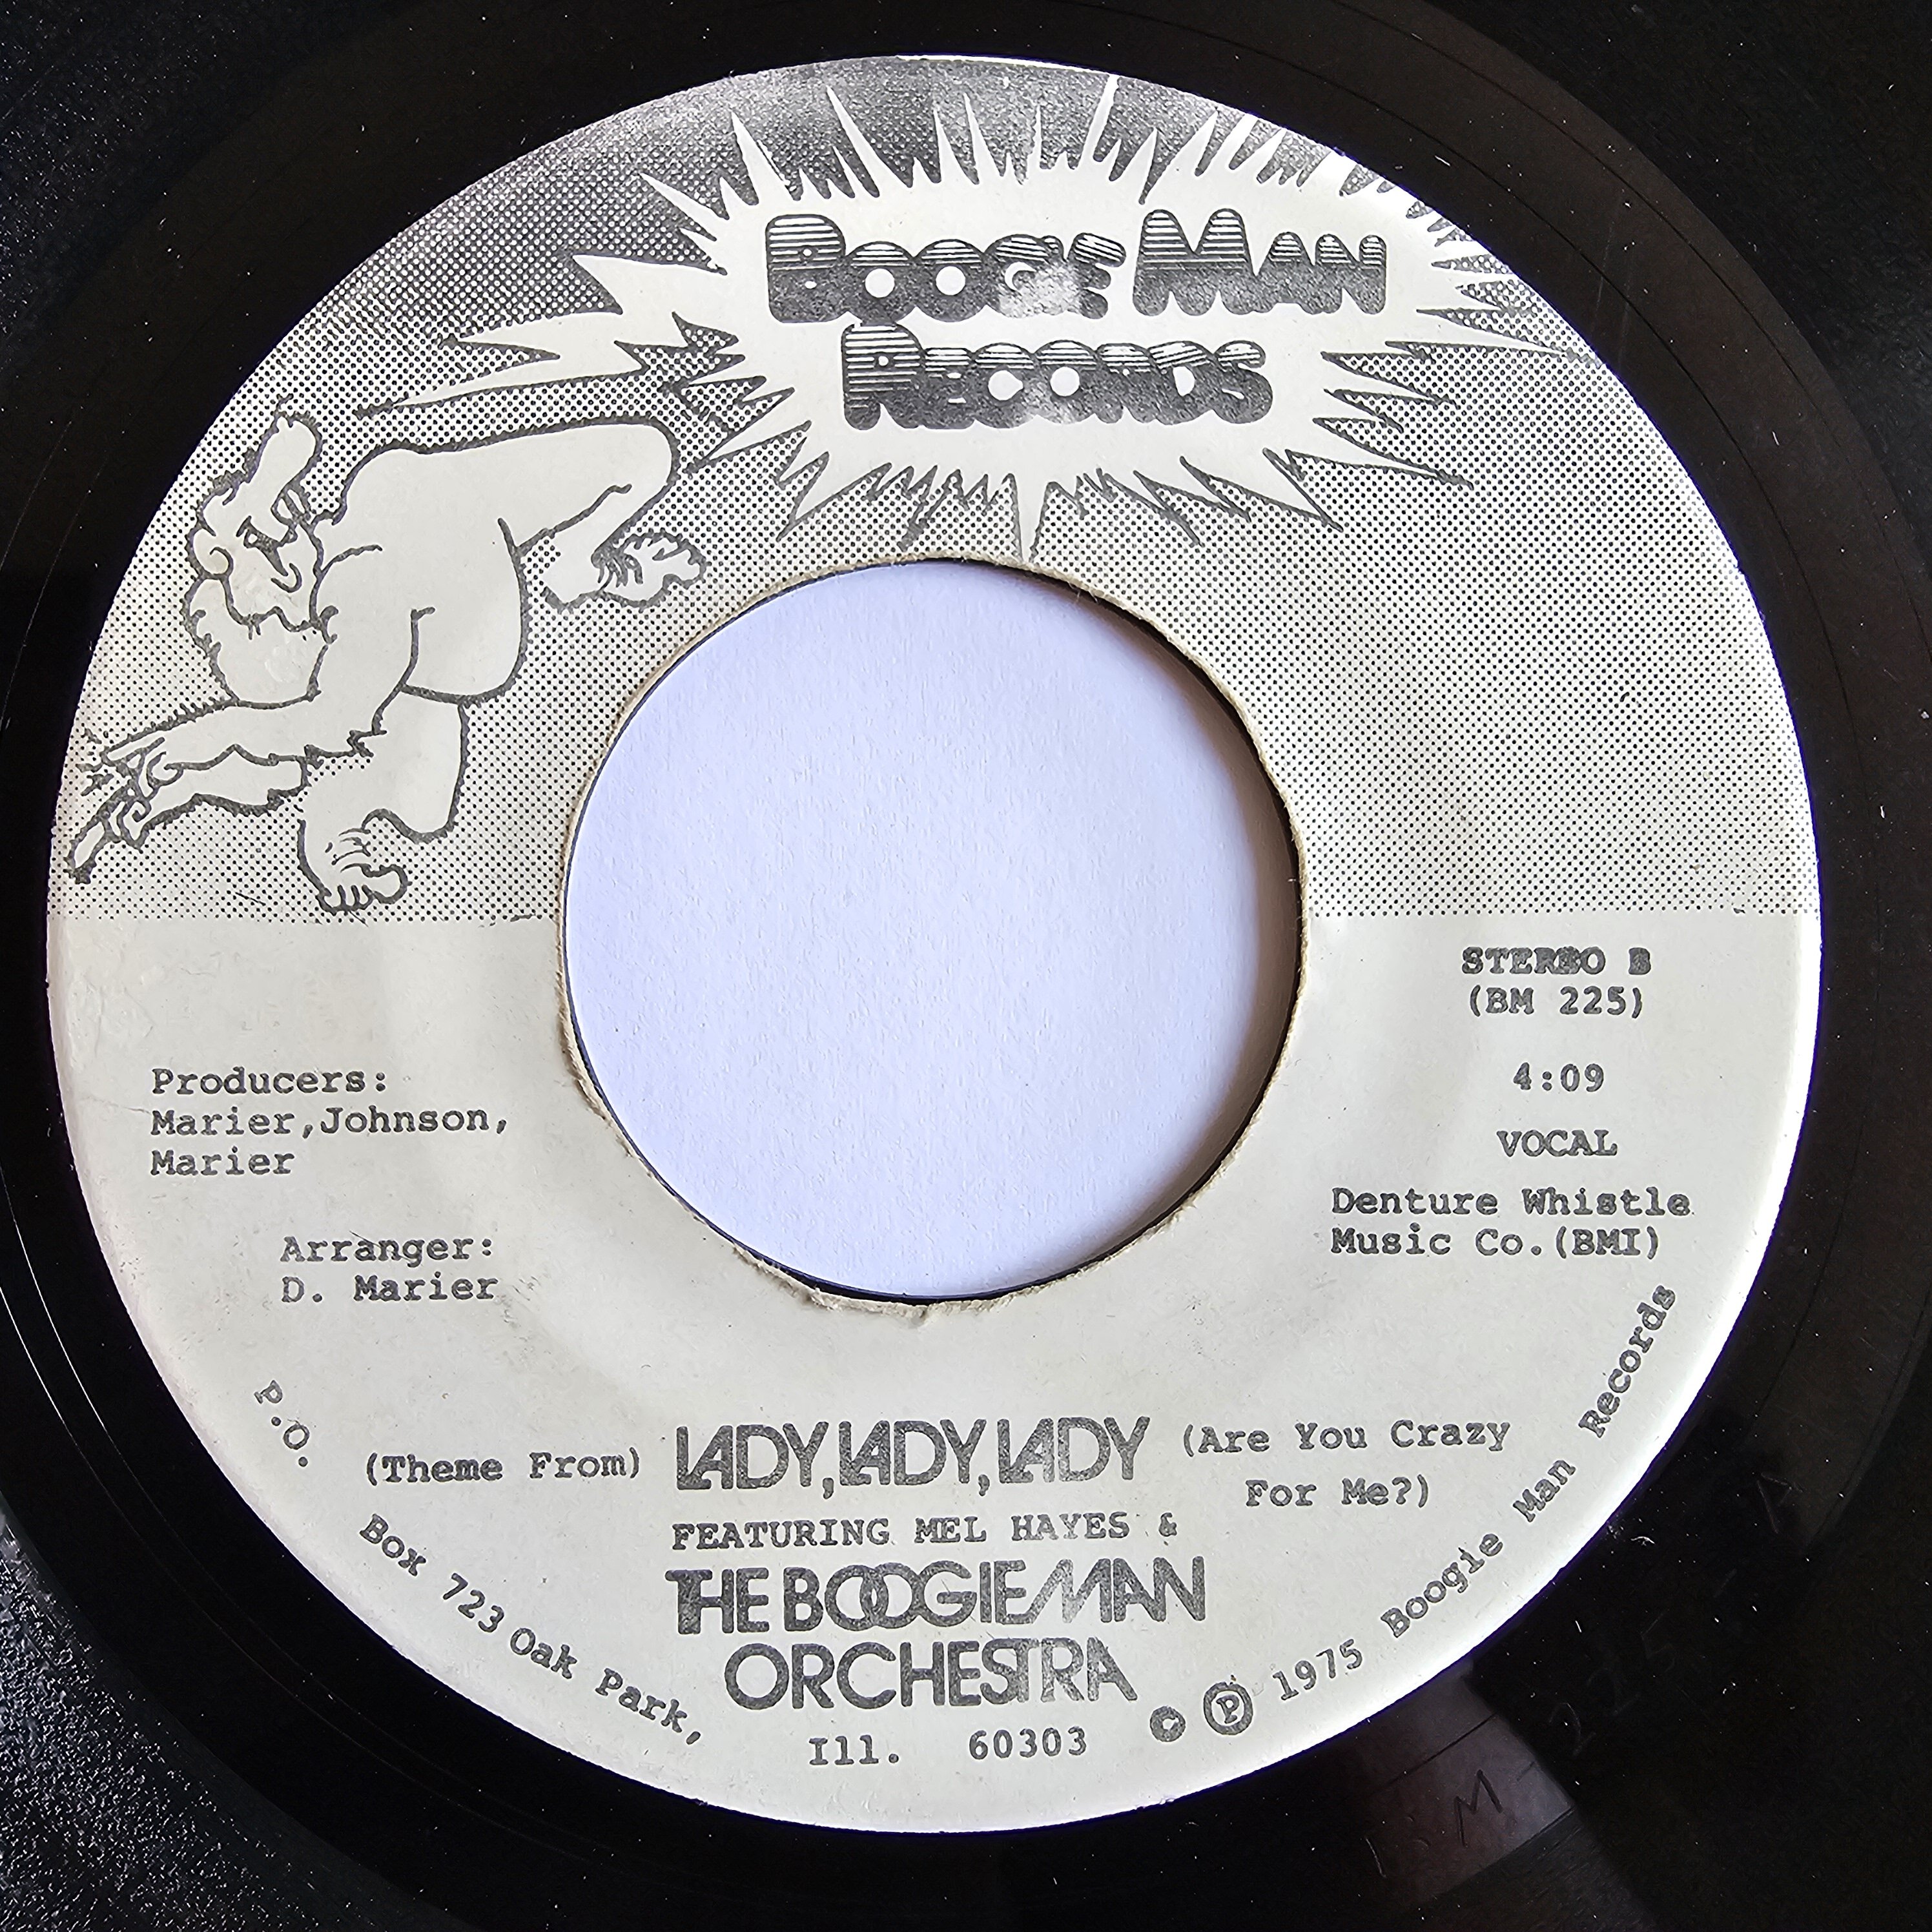 BOOGIE MAN
RECORDS
STEREO B
(BM 225)
4:09
VOCAL
Denture Whistle
Music Co.(BMI)
Producers:
Marier,Johnson,
Marier
Arranger:
D. Marier
(Theme From) LADY, LADY, LADY (Are You Crazy
For Me?)
FEATURING MEL HAYES &
THE BOOGIE MAN
ORCHESTRA
P.O. Box 723 Oak Park, Ill. 60303 © ℗ 1975 Boogie Man Records